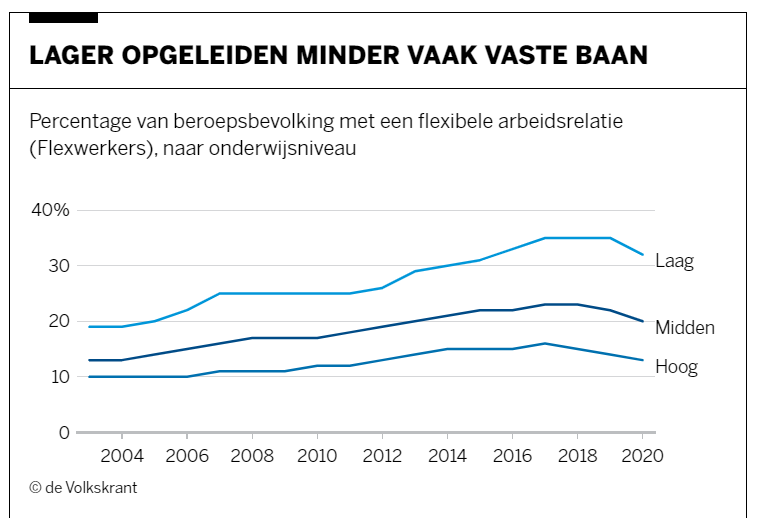 LAGER OPGELEIDEN MINDER VAAK VASTE BAAN
Percentage van beroepsbevolking met een flexibele arbeidsrelatie
(Flexwerkers), naar onderwijsniveau
40%
30
20
10
0
Laag
Midden
Hoog
2004 2006 2008 2010 2012 2014 2016 2018 2020
© de Volkskrant